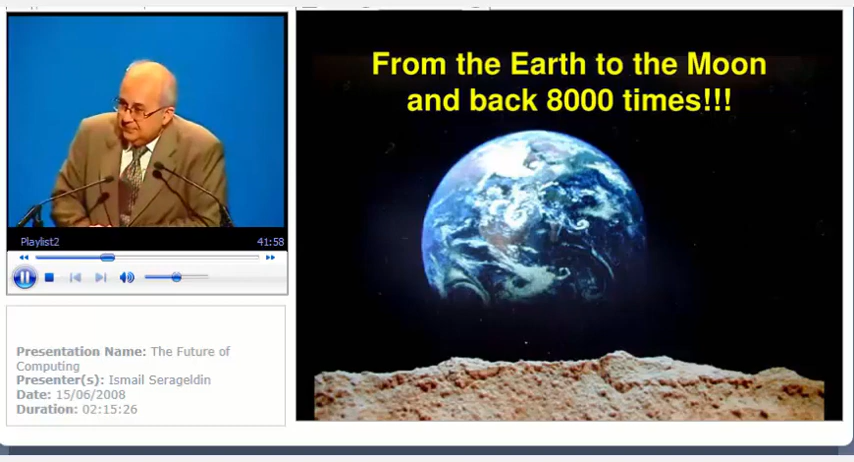 From the Earth to the Moon
and back 8000 times!!!
Playlist2 41:58
Presentation Name: The Future of
Computing
Presenter(s): Ismail Serageldin
Date: 15/06/2008
Duration: 02:15:26